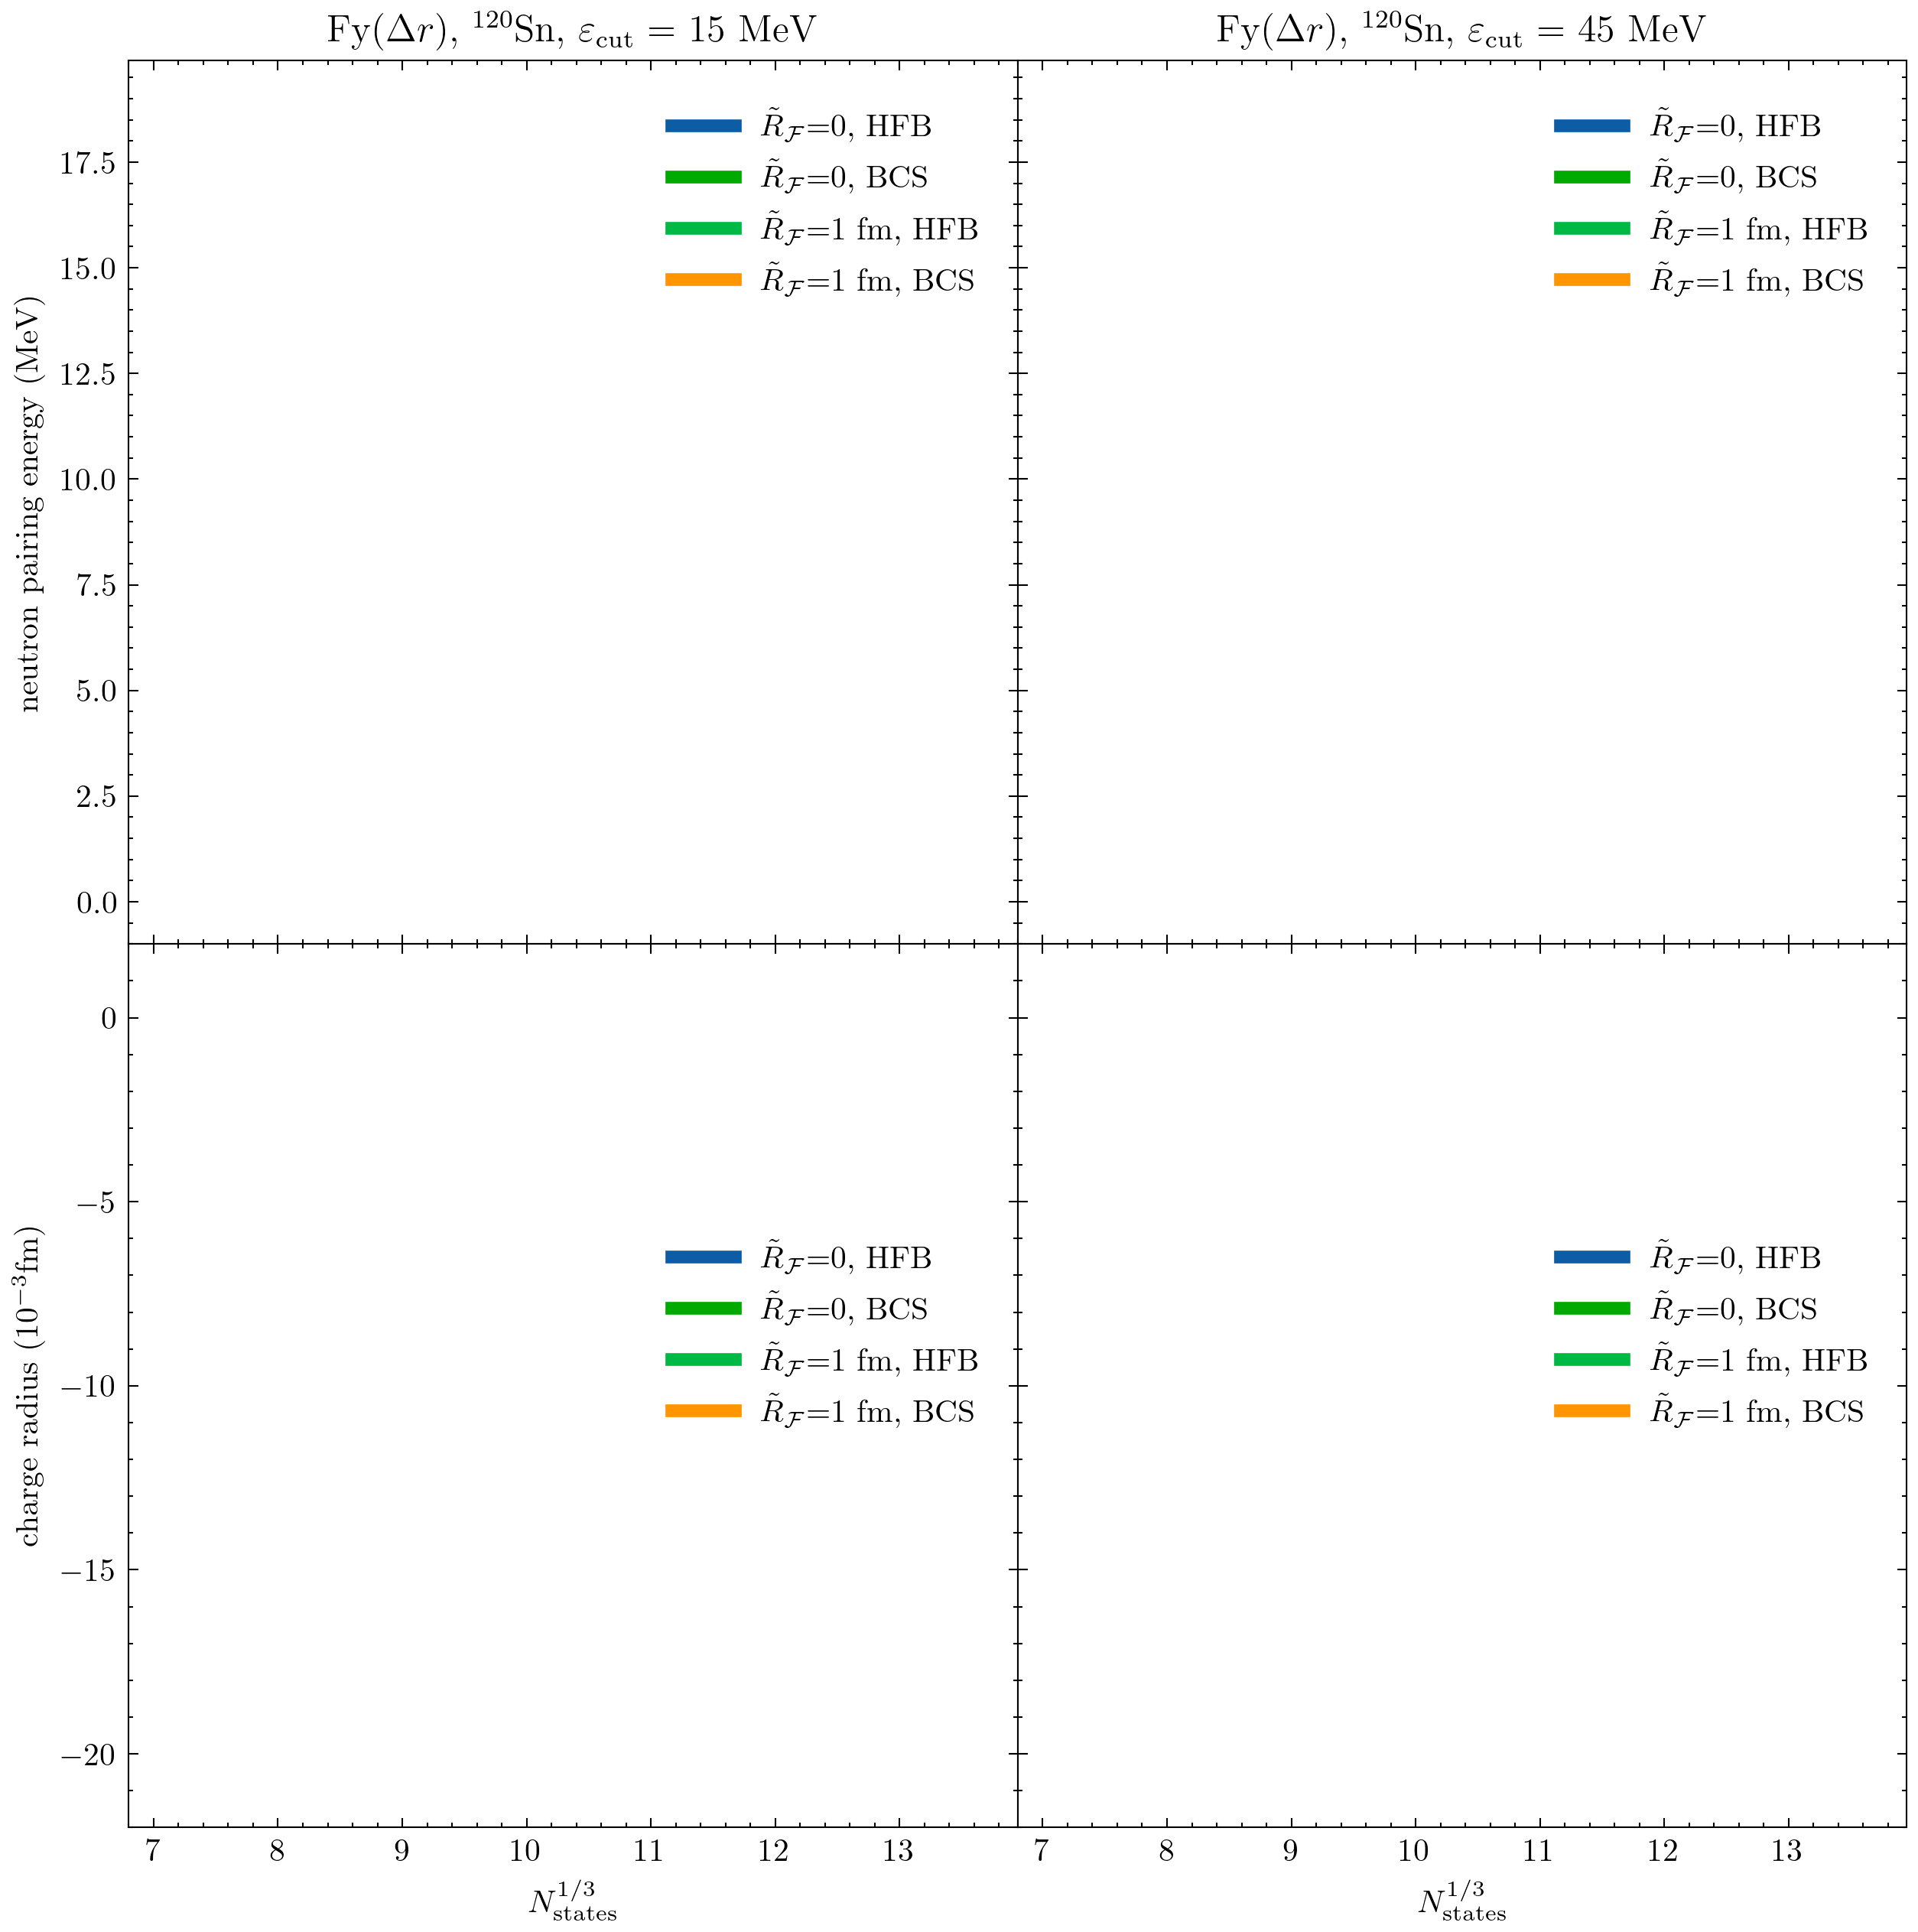 Fy(Δr), ¹²⁰Sn, ε_cut = 15 MeV
Fy(Δr), ¹²⁰Sn, ε_cut = 45 MeV
neutron pairing energy (MeV)
17.5
15.0
12.5
10.0
7.5
5.0
2.5
0.0
R̃_ℱ=0, HFB
R̃_ℱ=0, BCS
R̃_ℱ=1 fm, HFB
R̃_ℱ=1 fm, BCS
R̃_ℱ=0, HFB
R̃_ℱ=0, BCS
R̃_ℱ=1 fm, HFB
R̃_ℱ=1 fm, BCS
charge radius (10⁻³fm)
0
−5
−10
−15
−20
R̃_ℱ=0, HFB
R̃_ℱ=0, BCS
R̃_ℱ=1 fm, HFB
R̃_ℱ=1 fm, BCS
R̃_ℱ=0, HFB
R̃_ℱ=0, BCS
R̃_ℱ=1 fm, HFB
R̃_ℱ=1 fm, BCS
7 8 9 10 11 12 13
7 8 9 10 11 12 13
N_states^1/3
N_states^1/3